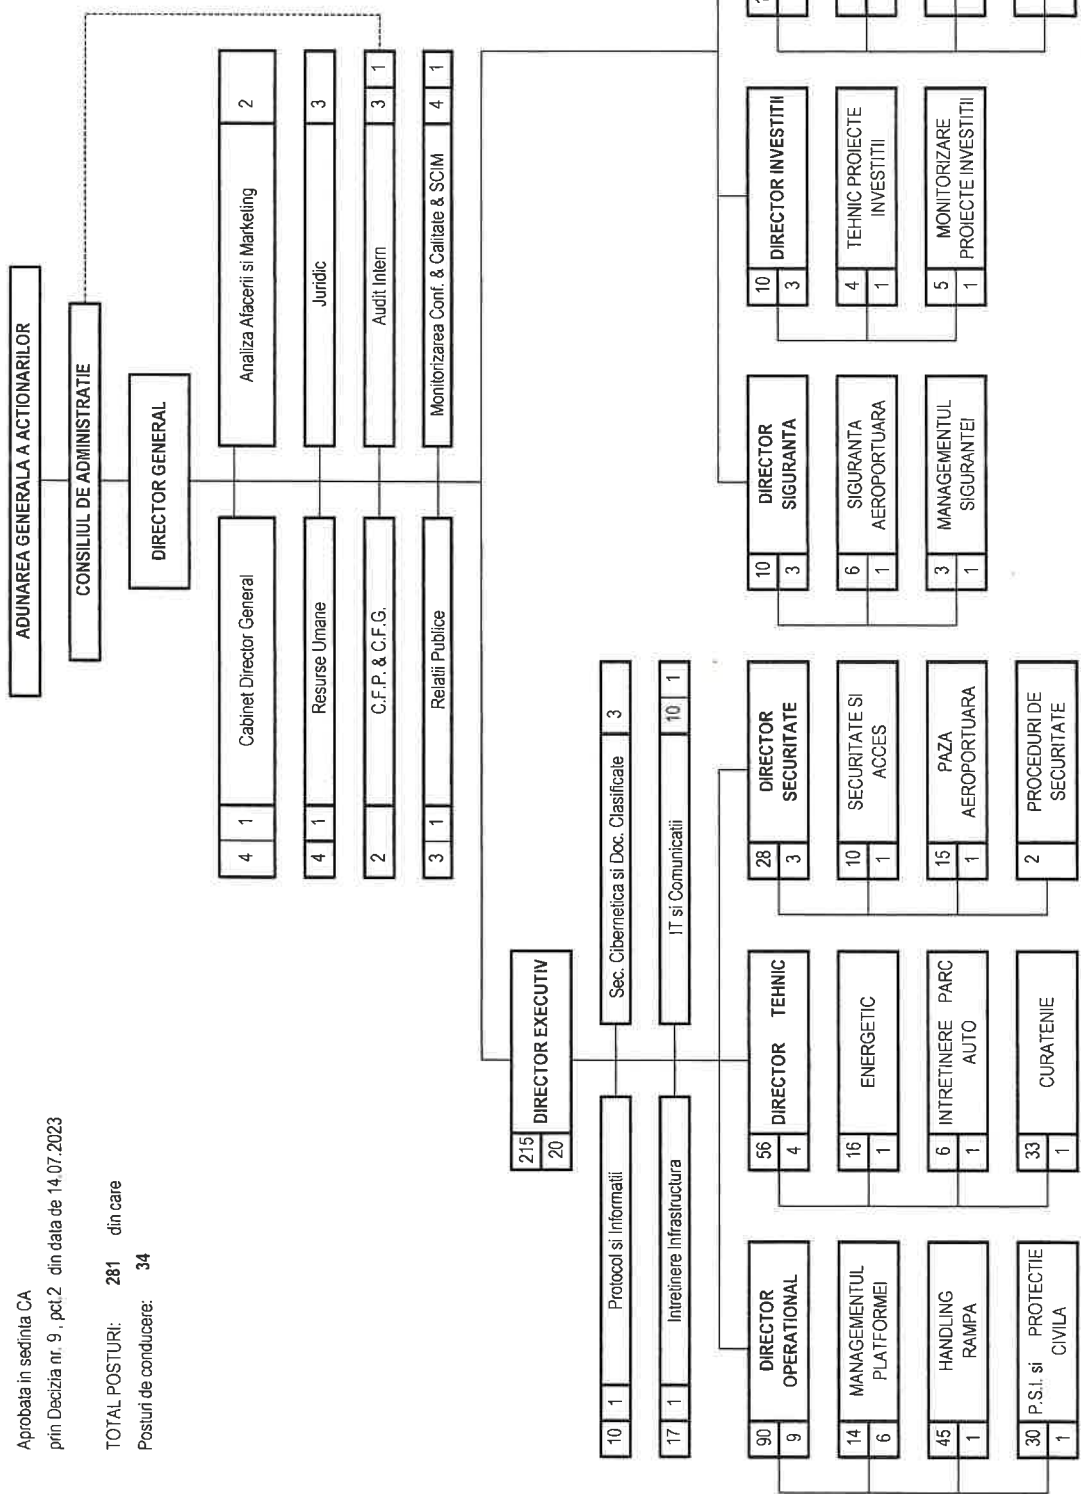 Aprobata in sedinta CA
prin Decizia nr. 9, pct.2 din data de 14.07.2023
TOTAL POSTURI: 281 din care
Posturi de conducere: 34
ADUNAREA GENERALA A ACTIONARILOR
CONSILIUL DE ADMINISTRATIE
DIRECTOR GENERAL
4 1 Cabinet Director General
Analiza Afacerii si Marketing 2
4 1 Resurse Umane
Juridic 3
2 C.F.P. & C.F.G.
Audit Intern 3 1
3 1 Relatii Publice
Monitorizarea Conf. & Calitate & SCIM 4 1
215
20
DIRECTOR EXECUTIV
10 1 Protocol si Informatii
Sec. Cibernetica si Doc. Clasificate 3
17 1 Intretinere Infrastructura
IT si Comunicatii 10 1
90
9
DIRECTOR
OPERATIONAL
14
6
MANAGEMENTUL
PLATFORMEI
45
1
HANDLING
RAMPA
30
1
P.S.I. si PROTECTIE
CIVILA
56
4
DIRECTOR TEHNIC
16
1
ENERGETIC
6
1
INTRETINERE PARC
AUTO
33
1
CURATENIE
28
3
DIRECTOR
SECURITATE
10
1
SECURITATE SI
ACCES
15
1
PAZA
AEROPORTUARA
2
PROCEDURI DE
SECURITATE
10
3
DIRECTOR
SIGURANTA
6
1
SIGURANTA
AEROPORTUARA
3
1
MANAGEMENTUL
SIGURANTEI
10
3
DIRECTOR INVESTITII
4
1
TEHNIC PROIECTE
INVESTITII
5
1
MONITORIZARE
PROIECTE INVESTITII